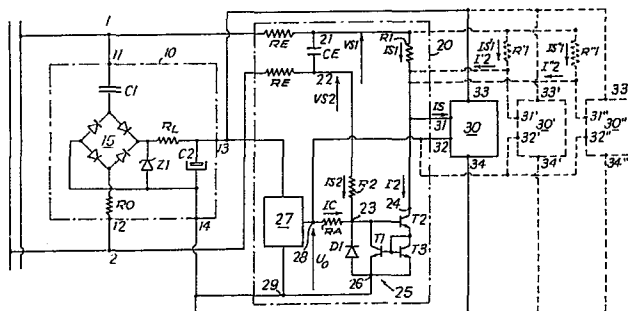 1
RE
21
CE
VS1
R1
IS1
20
IS'1
R'1
I'2
IS"1
R"1
I"2
11
10
C1
RE
22
VS2
IS
31
30
32
33
34
31'
32'
33'
30'
34'
31"
32"
33"
30"
34"
15
RL
Z1
C2
13
14
R0
12
2
27
28
IC
RA
U0
IS2
R2
23
I2
24
T2
D1
T1
T3
25
26
29